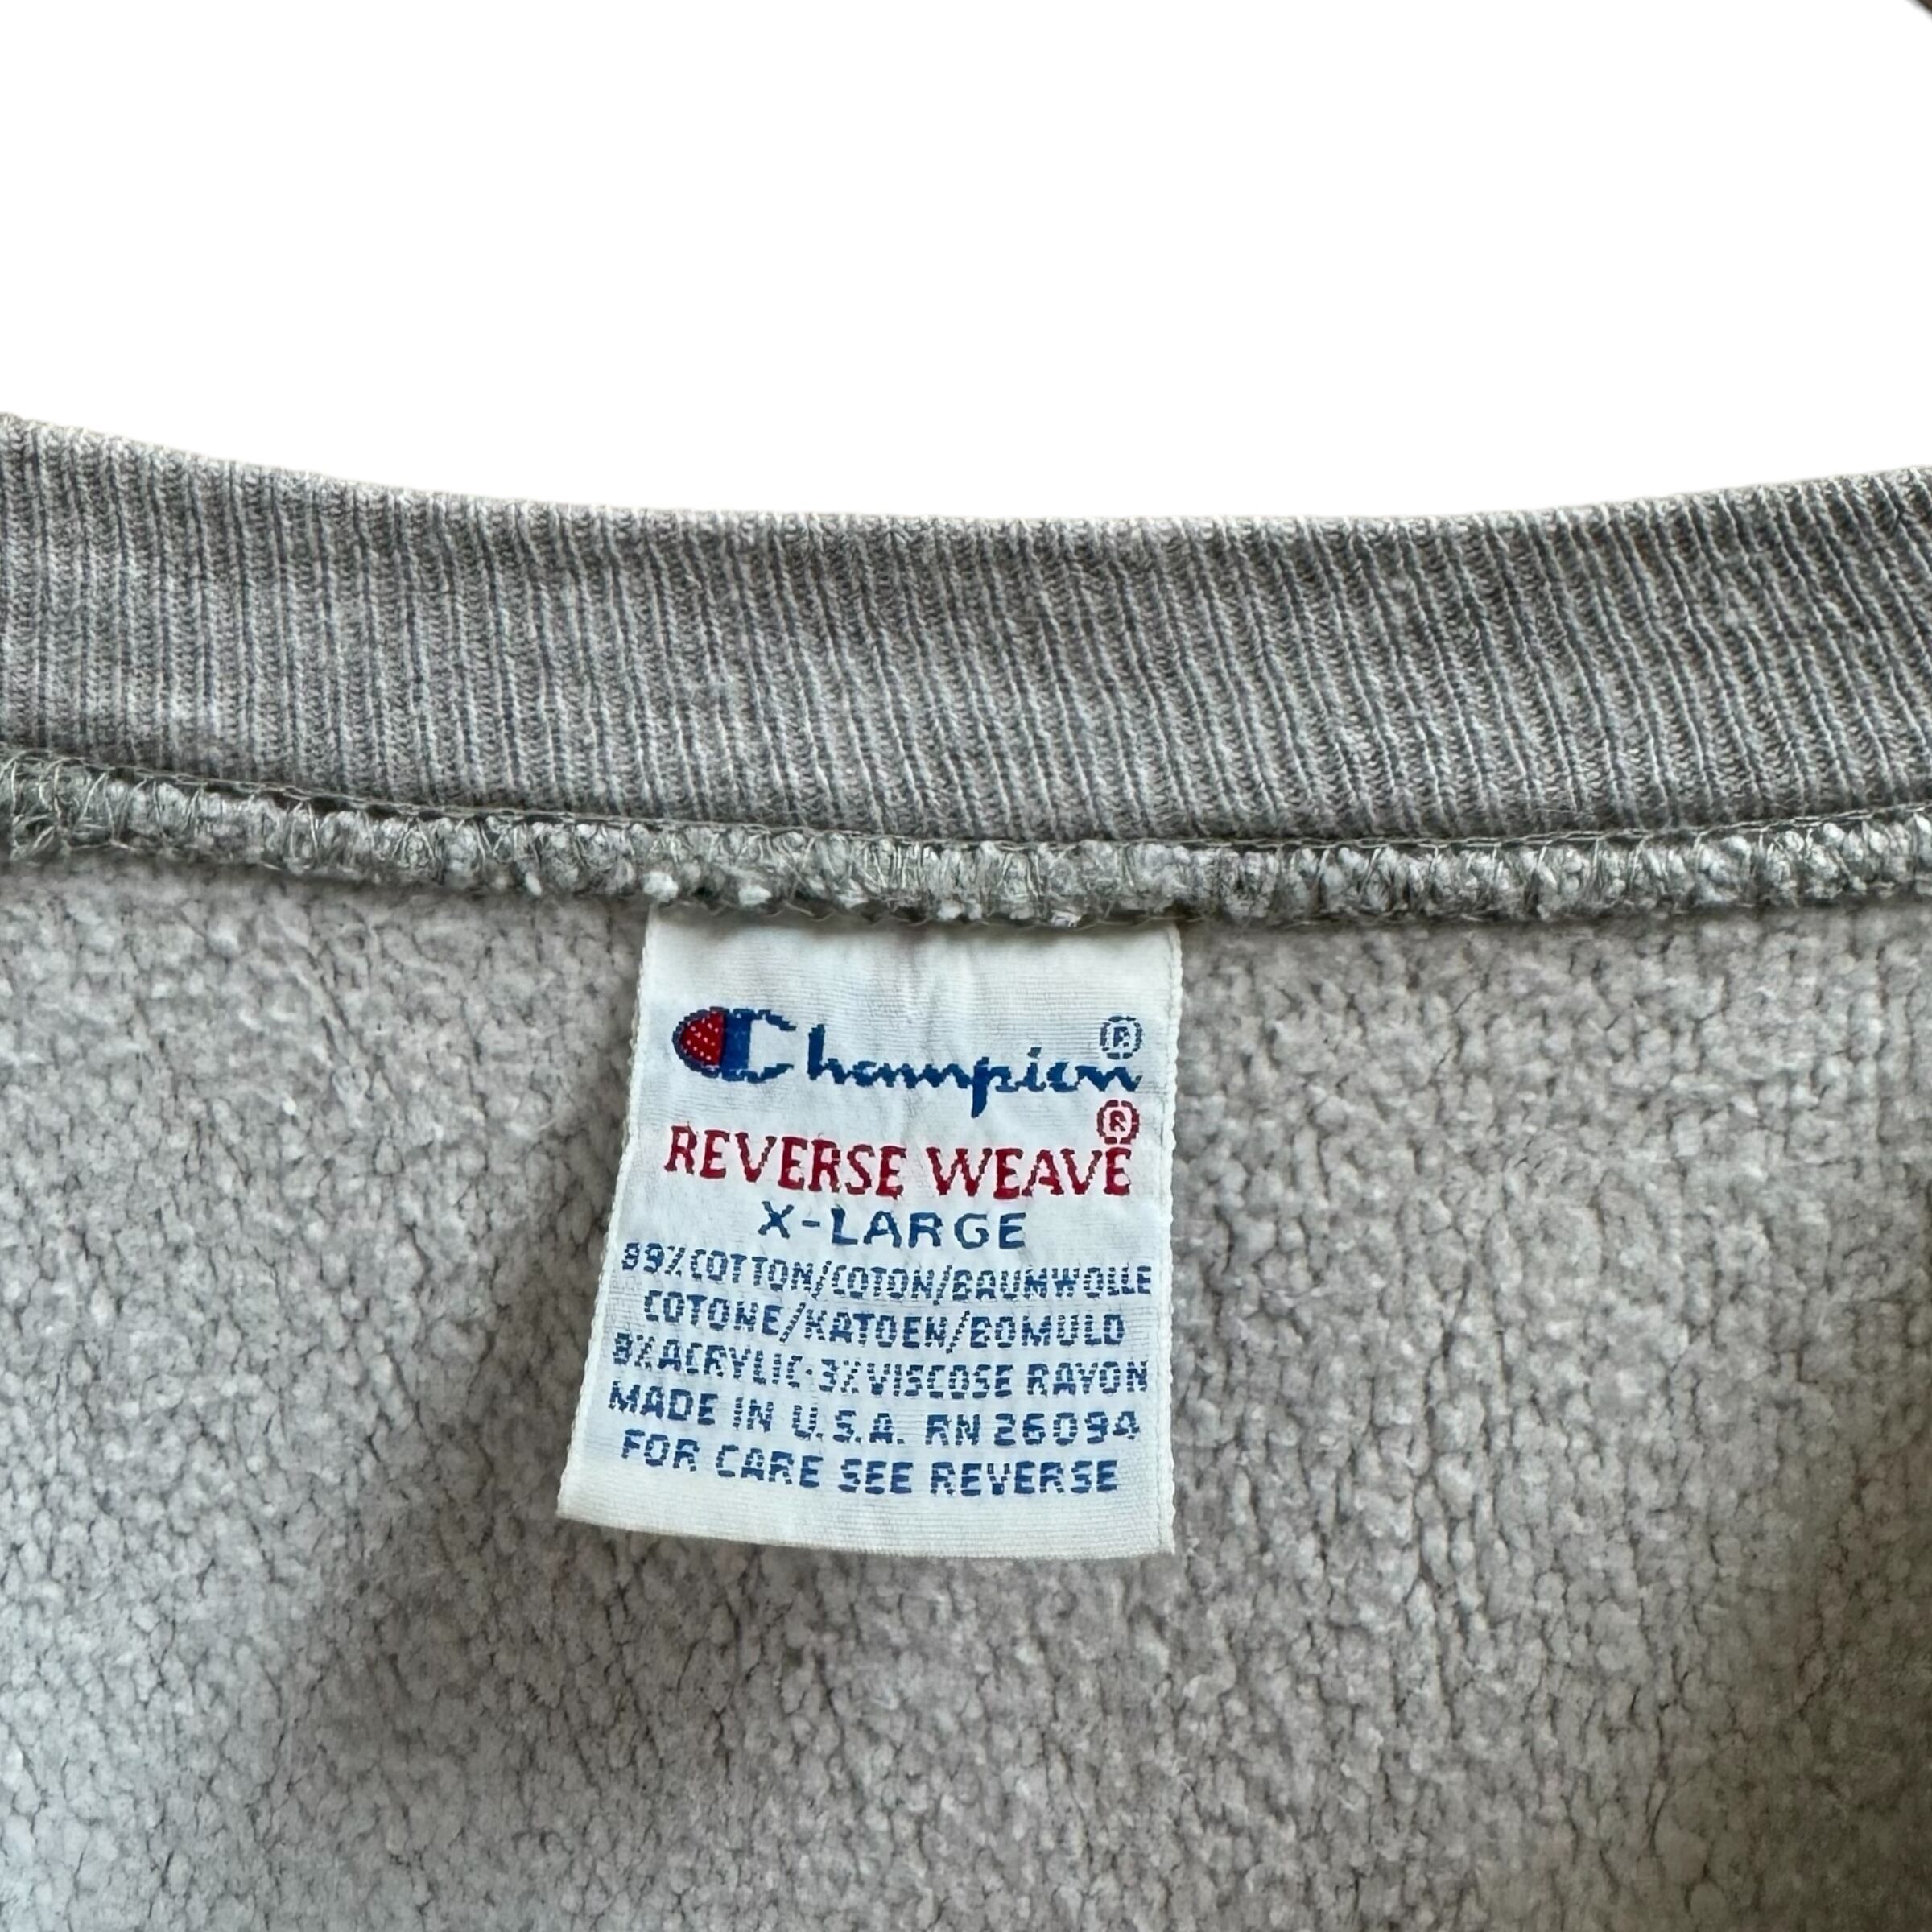 Champion®
REVERSE WEAVE®
X-LARGE
89% COTTON/COTON/BAUMWOLLE
COTONE/KATOEN/BOMULD
8% ACRYLIC·3% VISCOSE RAYON
MADE IN U.S.A. RN 26094
FOR CARE SEE REVERSE